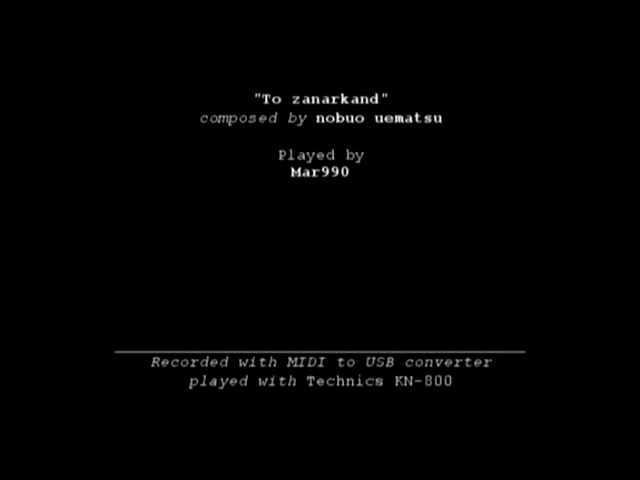 "To zanarkand"
composed by nobuo uematsu
Played by
Mar990
Recorded with MIDI to USB converter
played with Technics KN-800